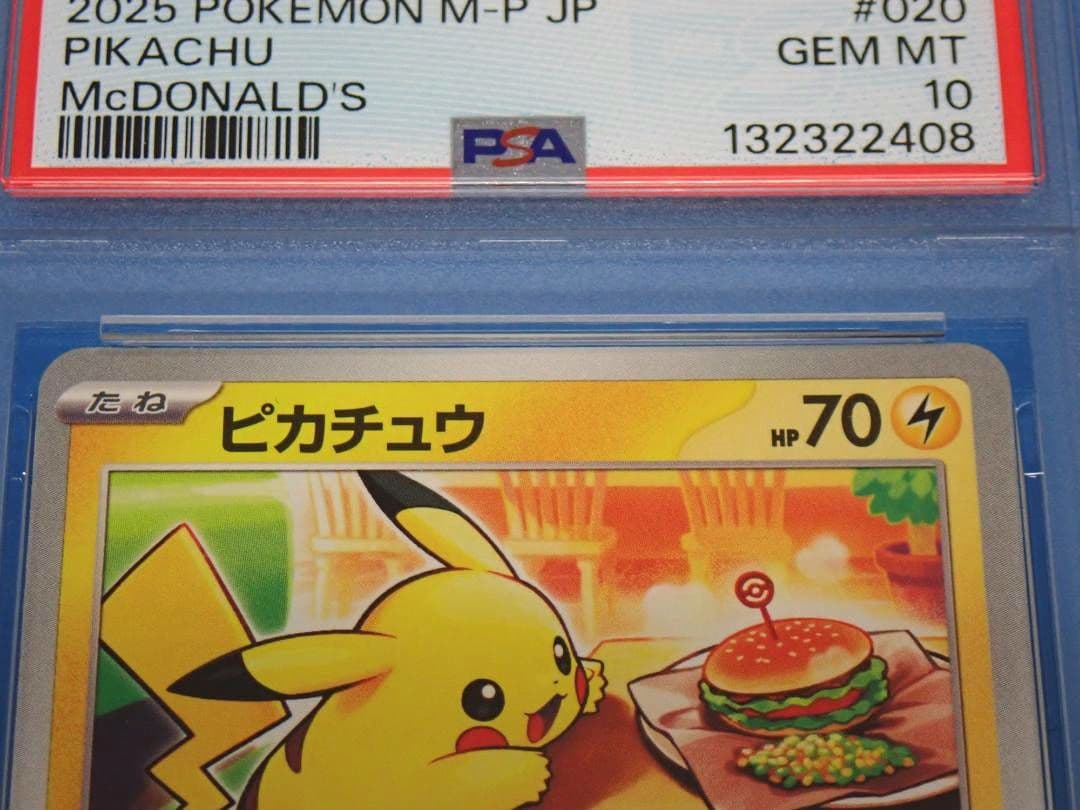 2025 POKEMON M-P JP #020
PIKACHU GEM MT
McDONALD'S 10
PSA 132322408
たね ピカチュウ HP70